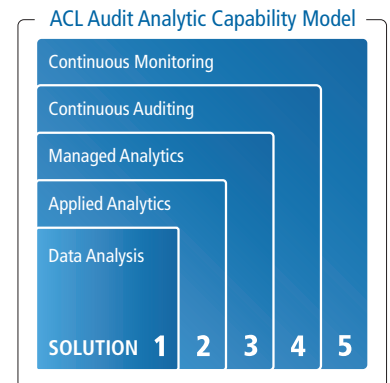 ACL Audit Analytic Capability Model
Continuous Monitoring
Continuous Auditing
Managed Analytics
Applied Analytics
Data Analysis
SOLUTION 1 2 3 4 5